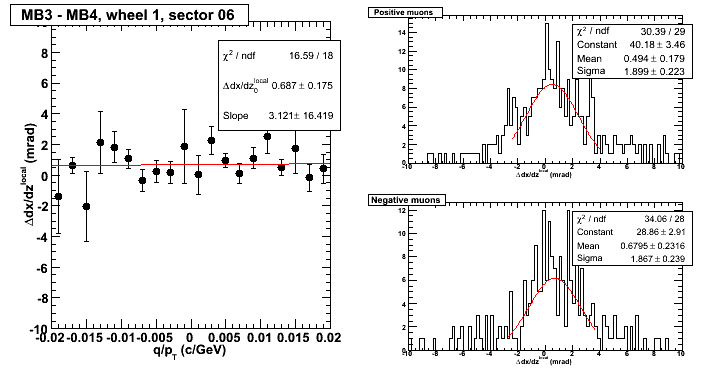 MB3 - MB4, wheel 1, sector 06
χ² / ndf 16.59 / 18
Δdx/dz₀^local 0.687 ± 0.175
Slope 3.121 ± 16.419
Δdx/dz^local (mrad)
8
6
4
2
0
-2
-4
-6
-8
-10
-0.02 -0.015 -0.01 -0.005 0 0.005 0.01 0.015 0.02
q/p_T (c/GeV)
Positive muons
χ² / ndf 30.39 / 29
Constant 40.18 ± 3.46
Mean 0.494 ± 0.179
Sigma 1.899 ± 0.223
14
12
10
8
6
4
2
0
-10 -8 -6 -4 -2 0 2 4 6 8 10
Δdx/dz^local (mrad)
Negative muons
χ² / ndf 34.06 / 28
Constant 28.86 ± 2.91
Mean 0.6795 ± 0.2316
Sigma 1.867 ± 0.239
12
10
8
6
4
2
0
-10 -8 -6 -4 -2 0 2 4 6 8 10
Δdx/dz^local (mrad)